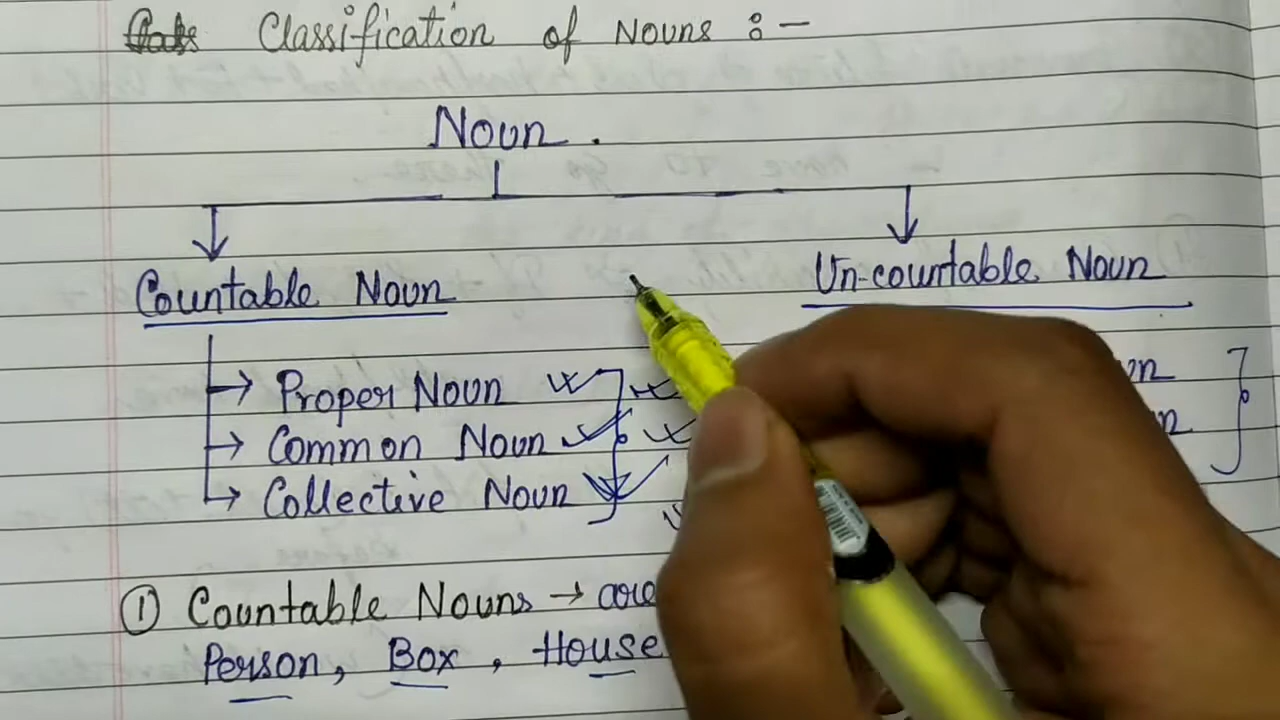 Classification of Nouns :-
Noun.
Countable Noun
Un-countable Noun
Proper Noun
Common Noun
Collective Noun
① Countable Nouns → are
Person, Box, House